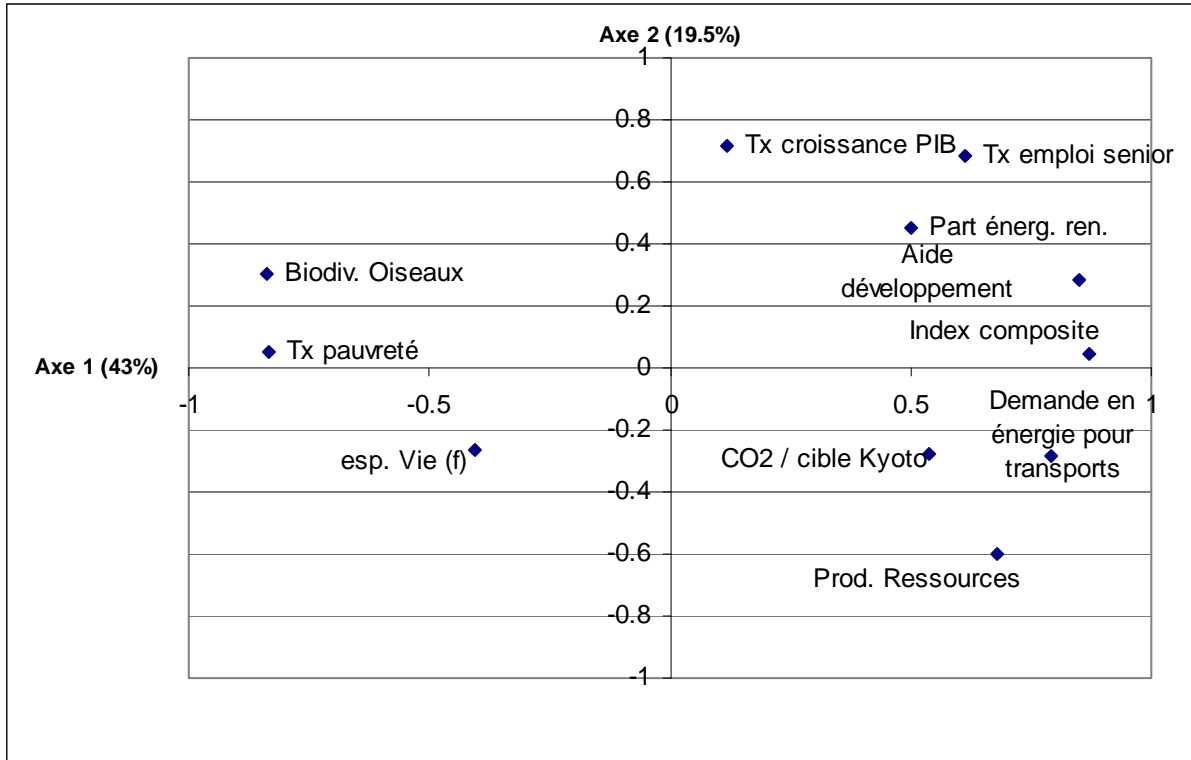 Axe 2 (19.5%)
1
0.8
Tx croissance PIB
Tx emploi senior
0.6
Part énerg. ren.
0.4
Aide
développement
Biodiv. Oiseaux
0.2
Index composite
Tx pauvreté
Axe 1 (43%)
0
-1
-0.5
0
0.5
1
Demande en
énergie pour
transports
-0.2
esp. Vie (f)
CO2 / cible Kyoto
-0.4
-0.6
Prod. Ressources
-0.8
-1